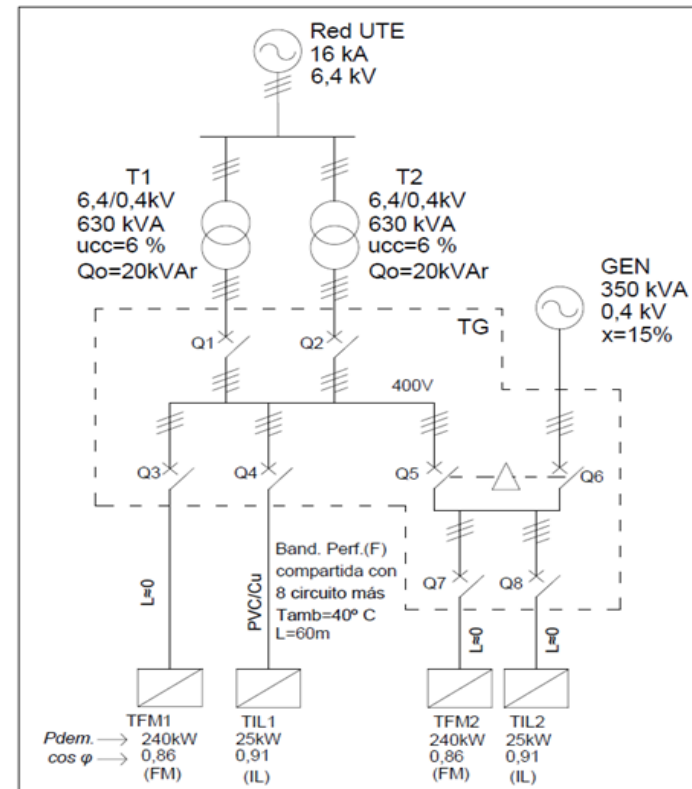 Red UTE
16 kA
6,4 kV
T1
6,4/0,4kV
630 kVA
ucc=6 %
Qo=20kVAr
T2
6,4/0,4kV
630 kVA
ucc=6 %
Qo=20kVAr
GEN
350 kVA
0,4 kV
x=15%
TG
Q1
Q2
400V
Q3
Q4
Q5
Q6
L≈0
PVC/Cu
Band. Perf.(F)
compartida con
8 circuito más
Tamb=40º C
L=60m
Q7
Q8
L≈0
L≈0
TFM1
TIL1
TFM2
TIL2
Pdem.
240kW
25kW
240kW
25kW
cos φ
0,86
0,91
0,86
0,91
(FM)
(IL)
(FM)
(IL)